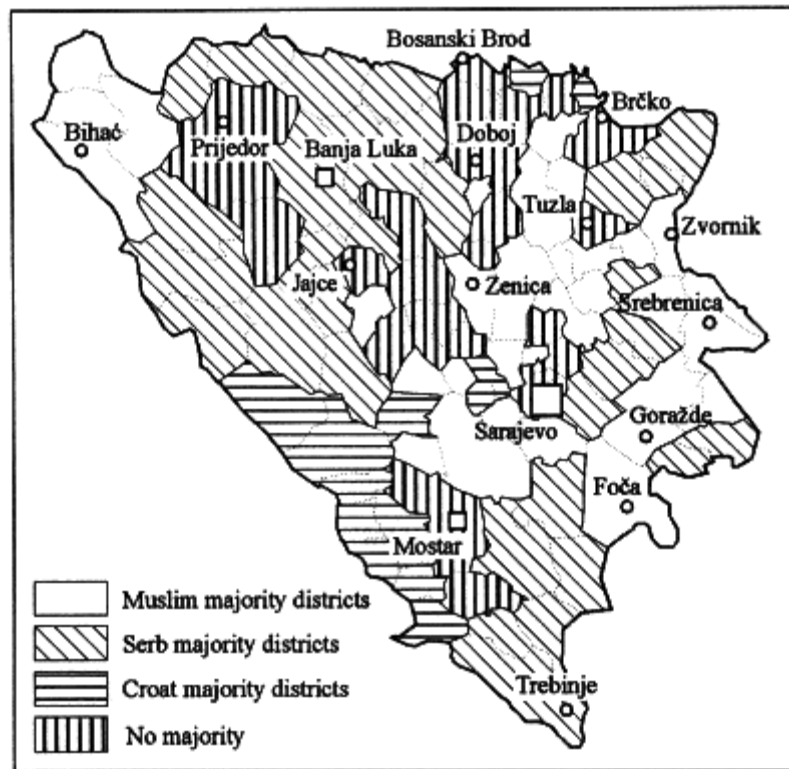 Bosanski Brod
Brčko
Bihać
Prijedor
Banja Luka
Doboj
Tuzla
Zvornik
Jajce
Zenica
Srebrenica
Sarajevo
Goražde
Foča
Mostar
Trebinje
Muslim majority districts
Serb majority districts
Croat majority districts
No majority